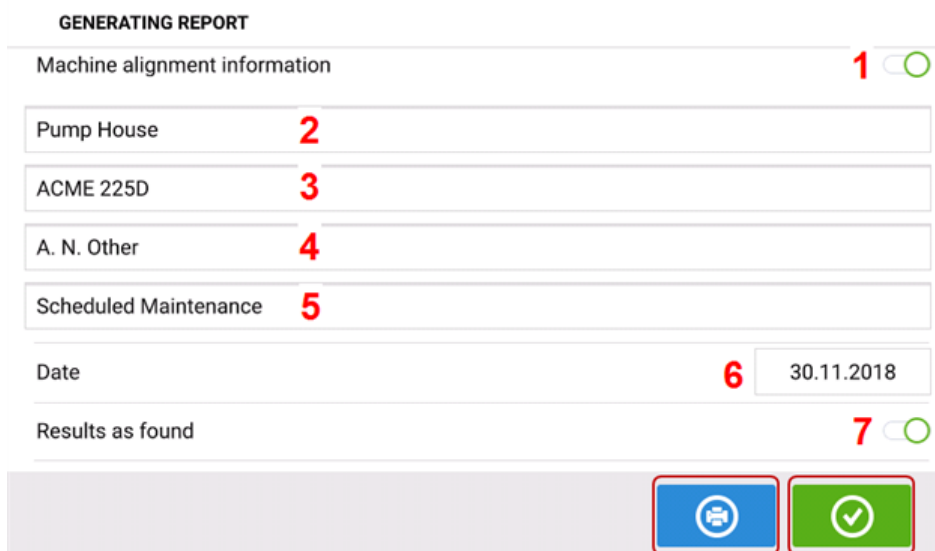 GENERATING REPORT
Machine alignment information 1
Pump House 2
ACME 225D 3
A. N. Other 4
Scheduled Maintenance 5
Date 6 30.11.2018
Results as found 7